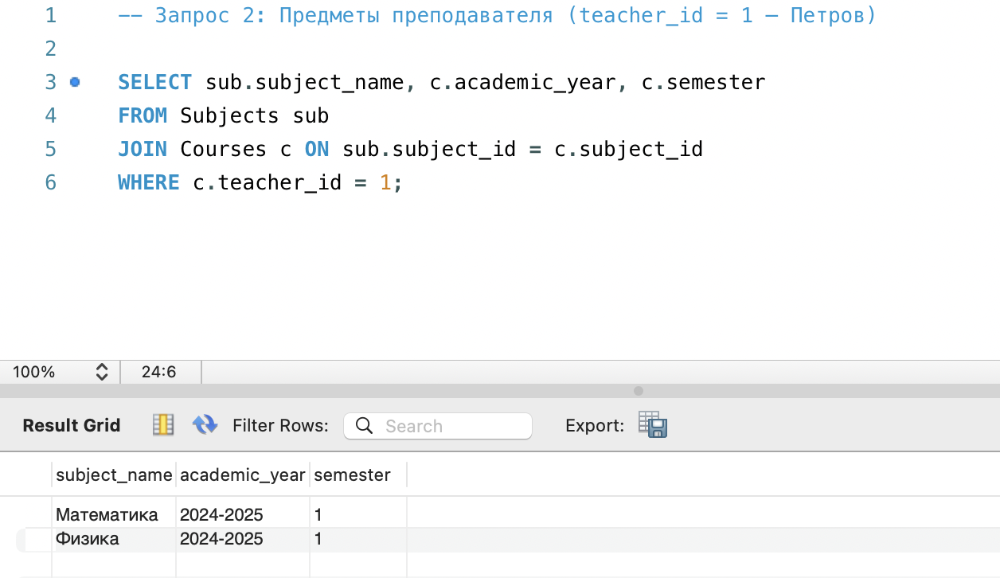 1 -- Запрос 2: Предметы преподавателя (teacher_id = 1 — Петров)
2
3 SELECT sub.subject_name, c.academic_year, c.semester
4 FROM Subjects sub
5 JOIN Courses c ON sub.subject_id = c.subject_id
6 WHERE c.teacher_id = 1;
100% 24:6
Result Grid Filter Rows: Search Export:
subject_name academic_year semester
Математика 2024-2025 1
Физика 2024-2025 1